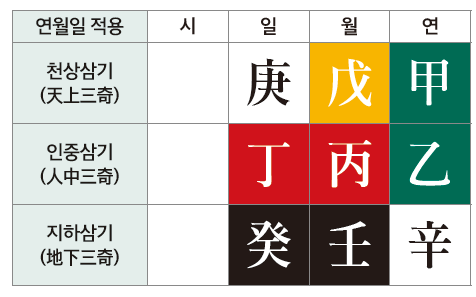 연월일 적용 시 일 월 연
천상삼기
(天上三奇)
庚 戊 甲
인중삼기
(人中三奇)
丁 丙 乙
지하삼기
(地下三奇)
癸 壬 辛